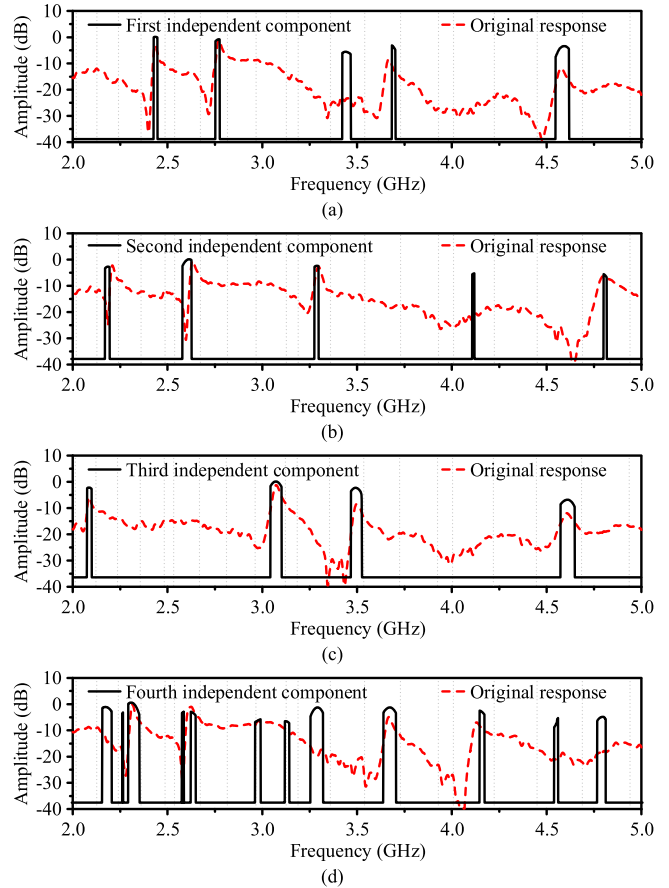 Amplitude (dB)
10
0
-10
-20
-30
-40
First independent component
Original response
2.0 2.5 3.0 3.5 4.0 4.5 5.0
Frequency (GHz)
(a)
Amplitude (dB)
10
0
-10
-20
-30
-40
Second independent component
Original response
2.0 2.5 3.0 3.5 4.0 4.5 5.0
Frequency (GHz)
(b)
Amplitude (dB)
10
0
-10
-20
-30
-40
Third independent component
Original response
2.0 2.5 3.0 3.5 4.0 4.5 5.0
Frequency (GHz)
(c)
Amplitude (dB)
10
0
-10
-20
-30
-40
Fourth independent component
Original response
2.0 2.5 3.0 3.5 4.0 4.5 5.0
Frequency (GHz)
(d)